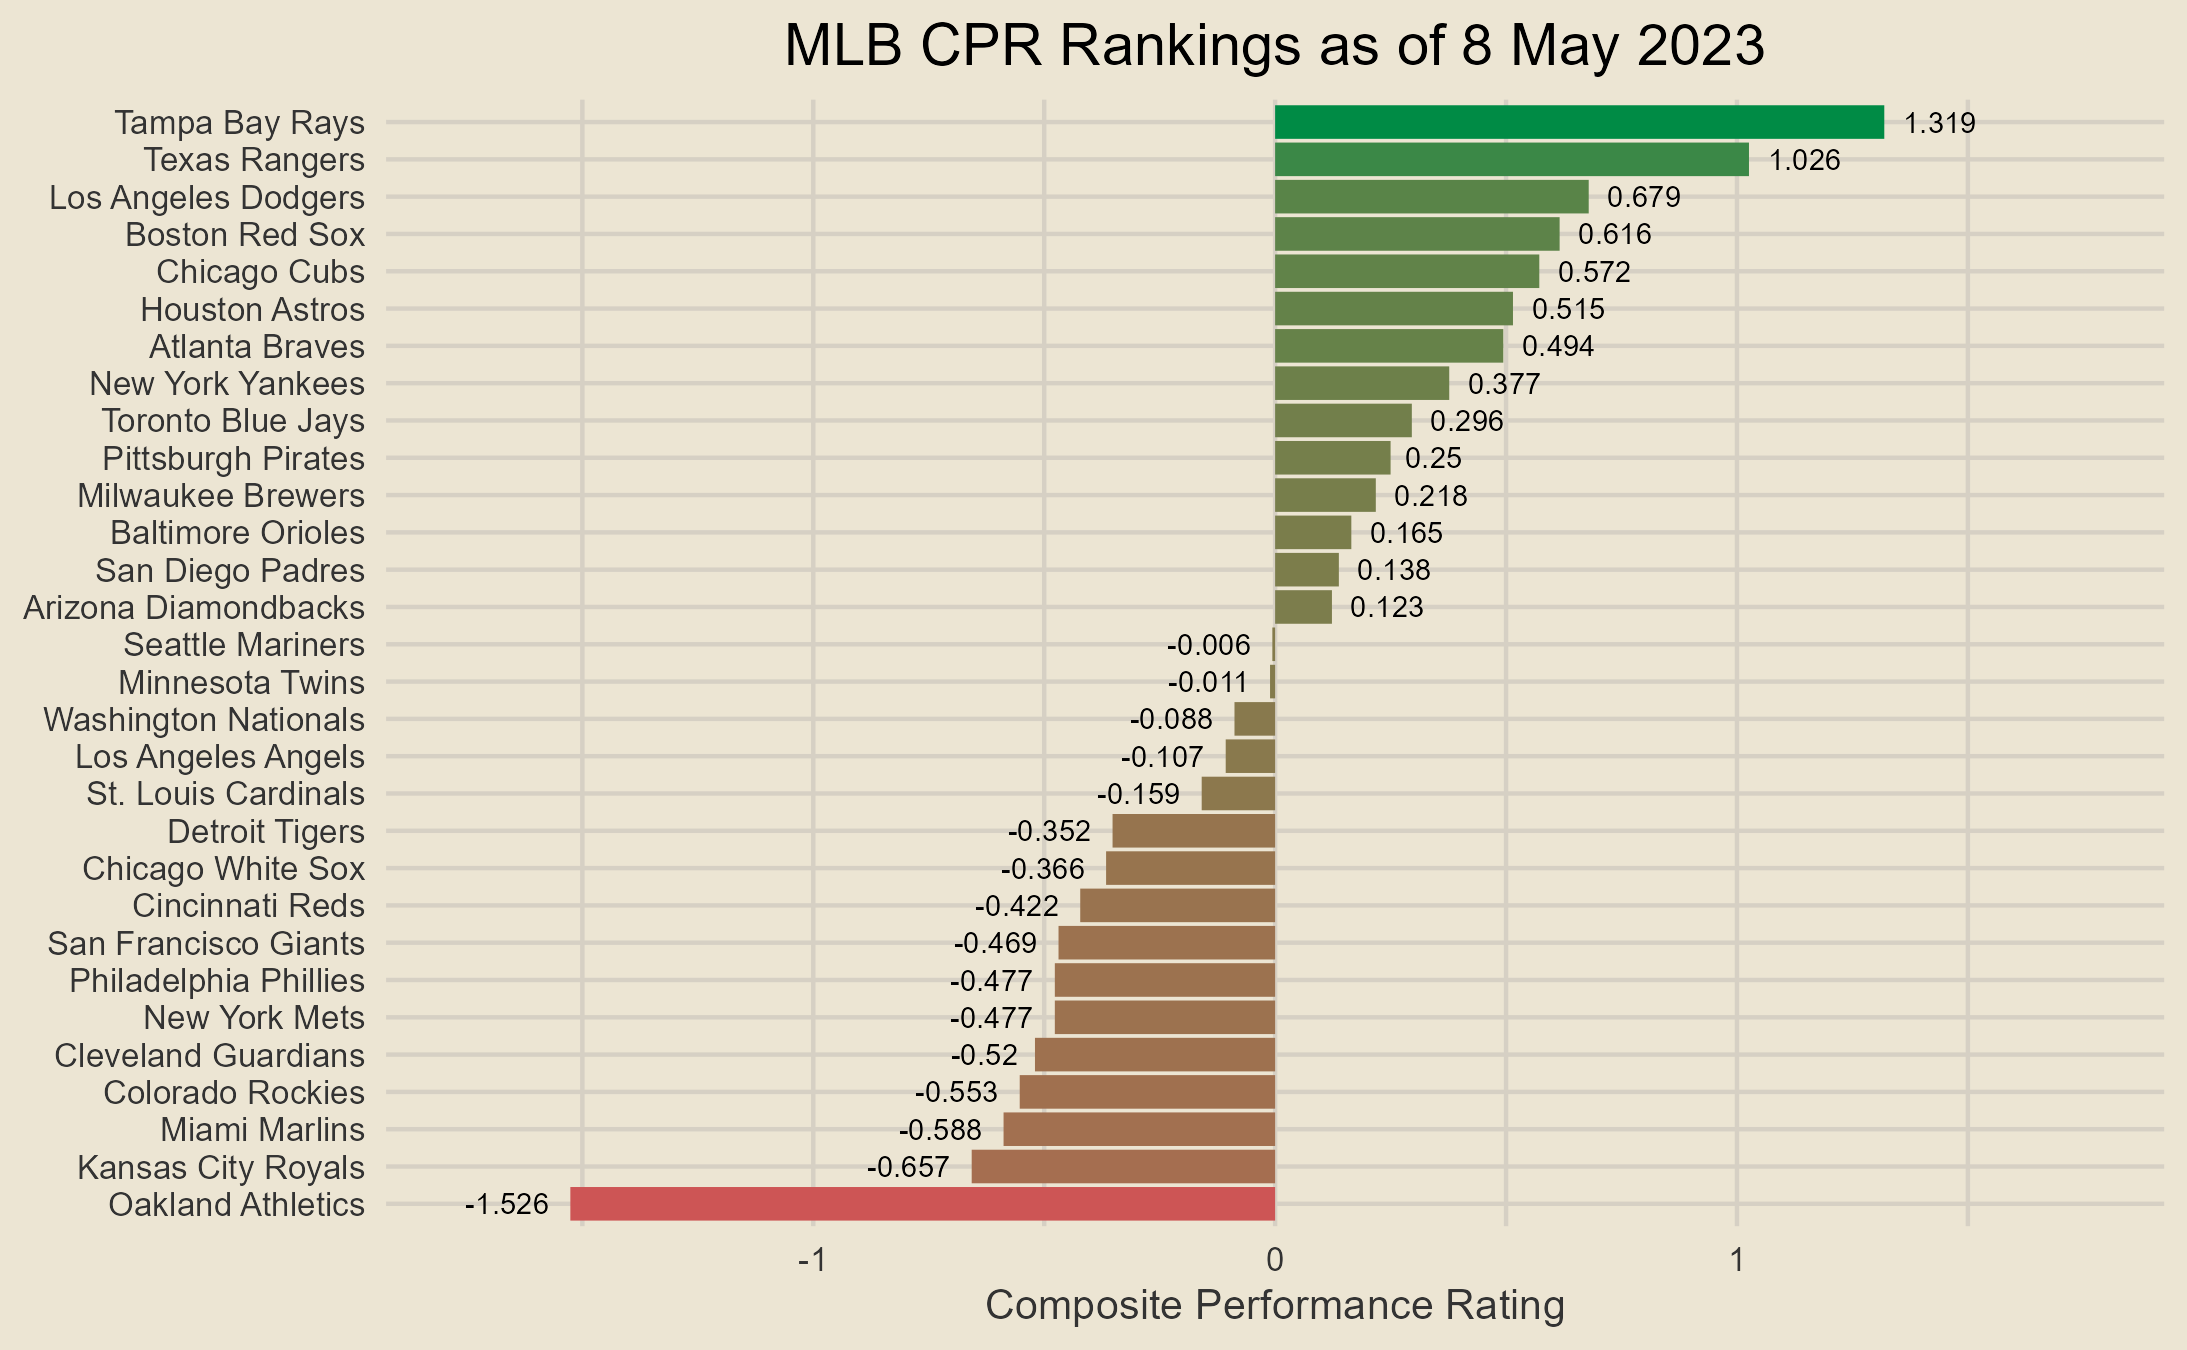 MLB CPR Rankings as of 8 May 2023
Tampa Bay Rays 1.319
Texas Rangers 1.026
Los Angeles Dodgers 0.679
Boston Red Sox 0.616
Chicago Cubs 0.572
Houston Astros 0.515
Atlanta Braves 0.494
New York Yankees 0.377
Toronto Blue Jays 0.296
Pittsburgh Pirates 0.25
Milwaukee Brewers 0.218
Baltimore Orioles 0.165
San Diego Padres 0.138
Arizona Diamondbacks 0.123
Seattle Mariners -0.006
Minnesota Twins -0.011
Washington Nationals -0.088
Los Angeles Angels -0.107
St. Louis Cardinals -0.159
Detroit Tigers -0.352
Chicago White Sox -0.366
Cincinnati Reds -0.422
San Francisco Giants -0.469
Philadelphia Phillies -0.477
New York Mets -0.477
Cleveland Guardians -0.52
Colorado Rockies -0.553
Miami Marlins -0.588
Kansas City Royals -0.657
Oakland Athletics -1.526
-1 0 1
Composite Performance Rating